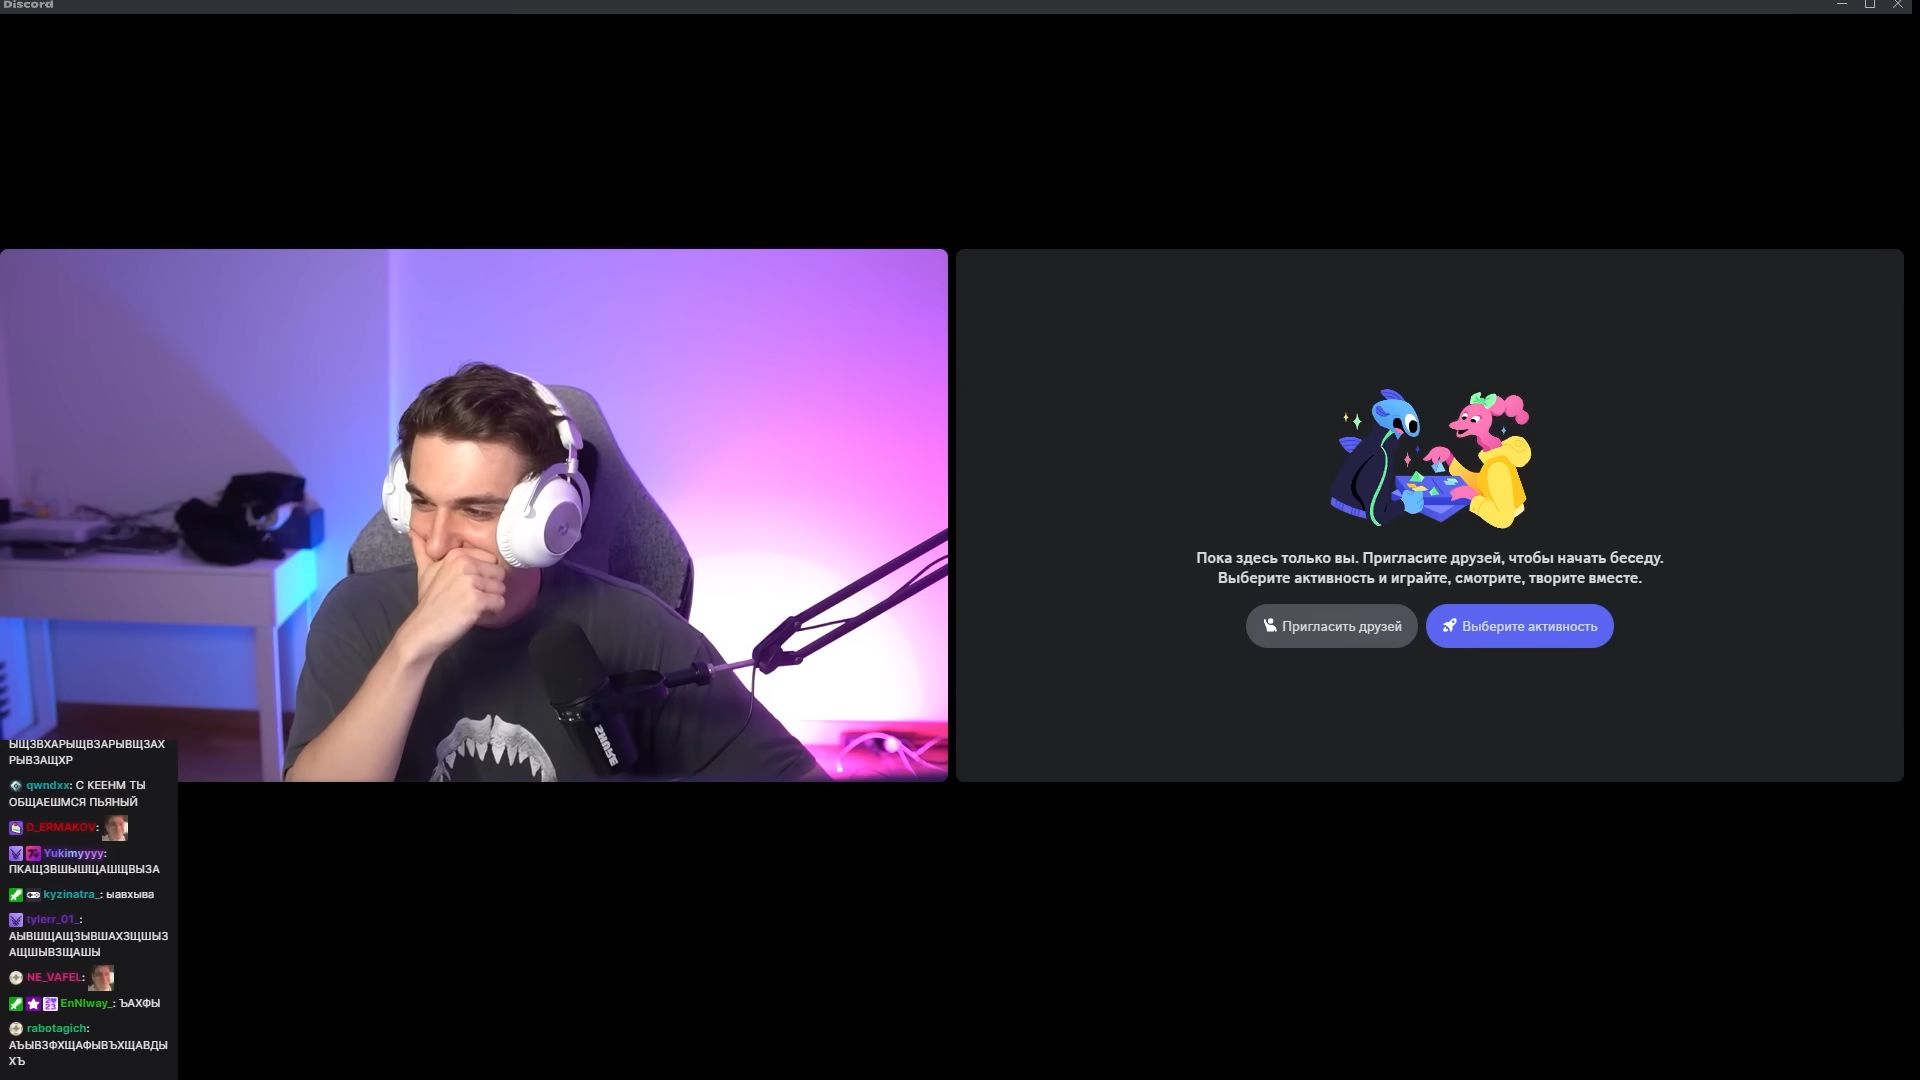 Discord
Пока здесь только вы. Пригласите друзей, чтобы начать беседу.
Выберите активность и играйте, смотрите, творите вместе.
Пригласить друзей
Выберите активность
SHURE
ЫЩЗВХАРЫЩВЗАРЫВЩЗАХ
РЫВЗАЩХР
qwndxx: С КЕЕНМ ТЫ
ОБЩАЕШМСЯ ПЬЯНЫЙ
D_ERMAKOV:
Yukimyyyy:
ПКАЩЗВШЫШЩАШЩВЫЗА
kyzinatra_: ыавхыва
tylerr_01_:
АЫВШЩАЩЗЫВШАХЗЩШЫЗ
АЩШЫВЗЩАШЫ
NE_VAFEL:
EnNlway_: ЪАХФЫ
rabotagich:
АЪЫВЗФХЩАФЫВЪХЩАВДЫ
ХЪ